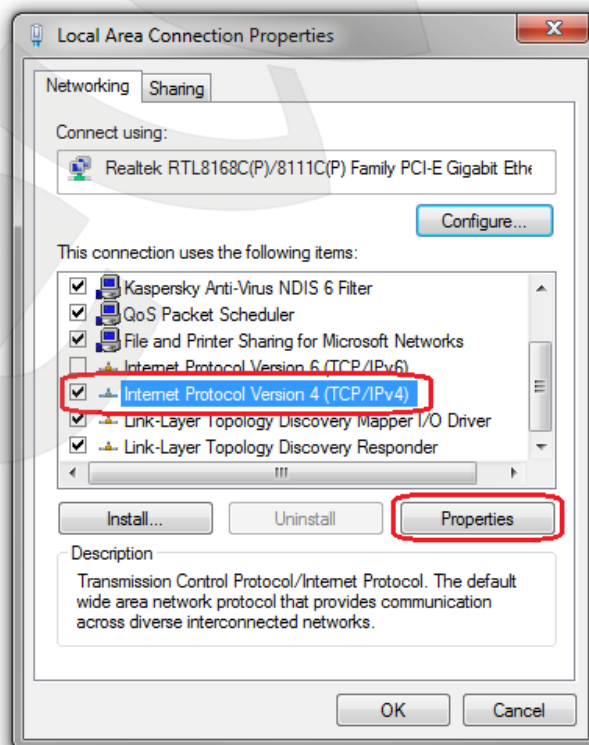 Local Area Connection Properties
Networking
Sharing
Connect using:
Realtek RTL8168C(P)/8111C(P) Family PCI-E Gigabit Ethe
Configure...
This connection uses the following items:
Kaspersky Anti-Virus NDIS 6 Filter
QoS Packet Scheduler
File and Printer Sharing for Microsoft Networks
Internet Protocol Version 6 (TCP/IPv6)
Internet Protocol Version 4 (TCP/IPv4)
Link-Layer Topology Discovery Mapper I/O Driver
Link-Layer Topology Discovery Responder
Install...
Uninstall
Properties
Description
Transmission Control Protocol/Internet Protocol. The default
wide area network protocol that provides communication
across diverse interconnected networks.
OK
Cancel